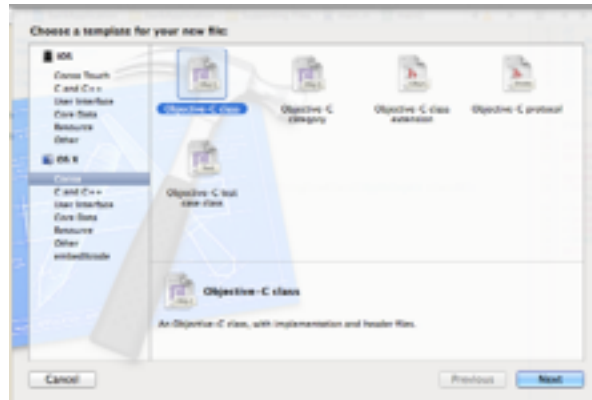 Choose a template for your new file:
iOS
Cocoa Touch
C and C++
User Interface
Core Data
Resource
Other
OS X
Cocoa
C and C++
User Interface
Core Data
Resource
Other
embeddcode
Objective-C class
Objective-C category
Objective-C class extension
Objective-C protocol
Objective-C test case class
Objective-C class
An Objective-C class, with implementation and header files.
Cancel
Previous
Next